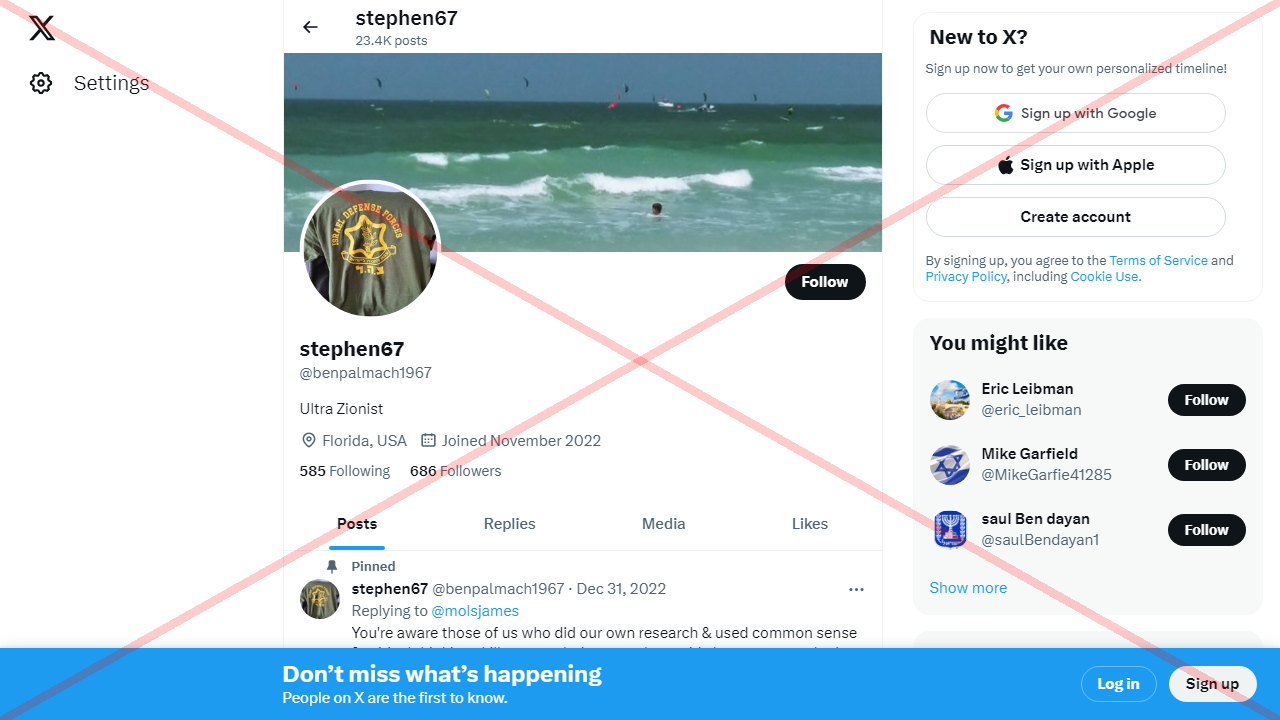 Settings
stephen67
23.4K posts
ISRAEL DEFENSE FORCES
צ.ה.ל
Follow
stephen67
@benpalmach1967
Ultra Zionist
Florida, USA Joined November 2022
585 Following 686 Followers
Posts Replies Media Likes
Pinned
stephen67 @benpalmach1967 · Dec 31, 2022
Replying to @molsjames
You're aware those of us who did our own research & used common sense
New to X?
Sign up now to get your own personalized timeline!
Sign up with Google
Sign up with Apple
Create account
By signing up, you agree to the Terms of Service and
Privacy Policy, including Cookie Use.
You might like
Eric Leibman
@eric_leibman
Follow
Mike Garfield
@MikeGarfie41285
Follow
saul Ben dayan
@saulBendayan1
Follow
Show more
Don’t miss what’s happening
People on X are the first to know.
Log in
Sign up